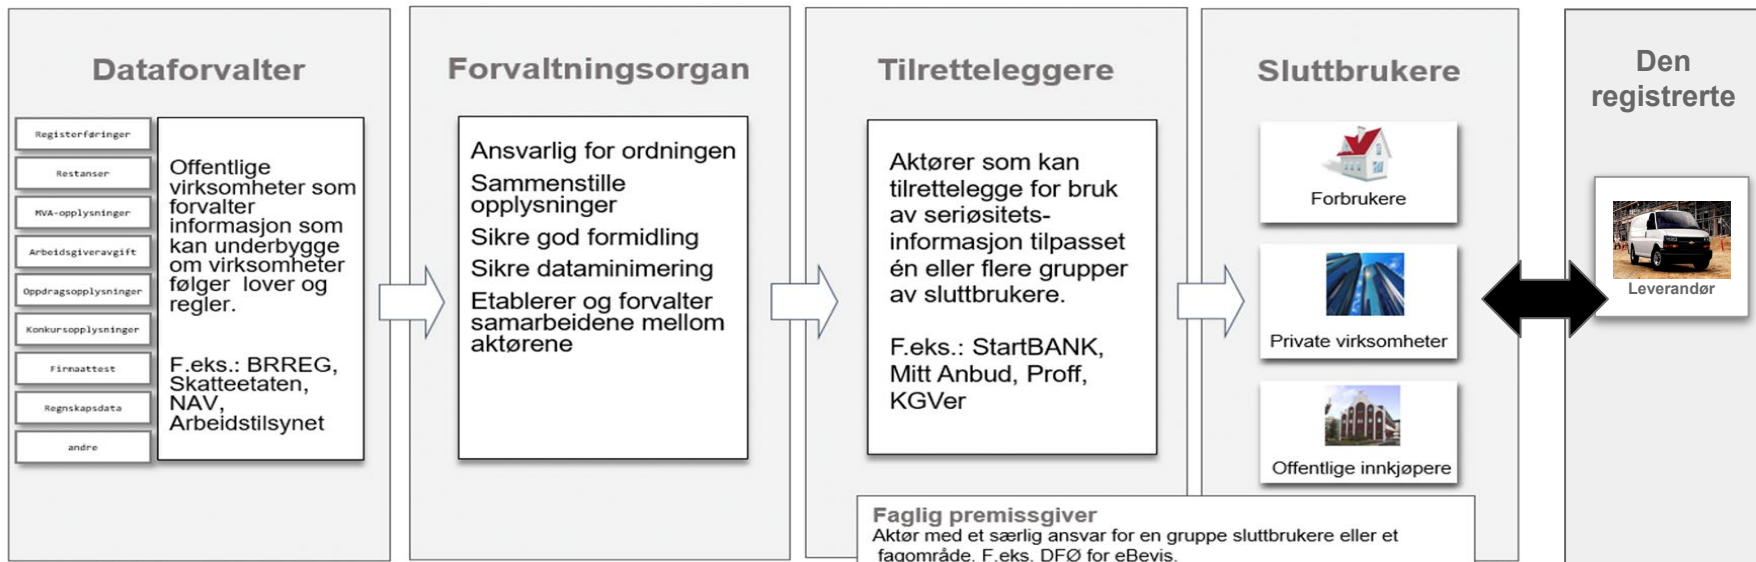 Dataforvalter
Registerføringer
Restanser
MVA-opplysninger
Arbeidsgiveravgift
Oppdragsopplysninger
Konkursopplysninger
Firmaattest
Regnskapsdata
andre
Offentlige
virksomheter som
forvalter
informasjon som
kan underbygge
om virksomheter
følger lover og
regler.
F.eks.: BRREG,
Skatteetaten,
NAV,
Arbeidstilsynet
Forvaltningsorgan
Ansvarlig for ordningen
Sammenstille
opplysninger
Sikre god formidling
Sikre dataminimering
Etablerer og forvalter
samarbeidene mellom
aktørene
Tilretteleggere
Aktører som kan
tilrettelegge for bruk
av seriøsitets-
informasjon tilpasset
én eller flere grupper
av sluttbrukere.
F.eks.: StartBANK,
Mitt Anbud, Proff,
KGVer
Sluttbrukere
Forbrukere
Private virksomheter
Offentlige innkjøpere
Faglig premissgiver
Aktør med et særlig ansvar for en gruppe sluttbrukere eller et
fagområde. F.eks. DFØ for eBevis.
Den
registrerte
Leverandør